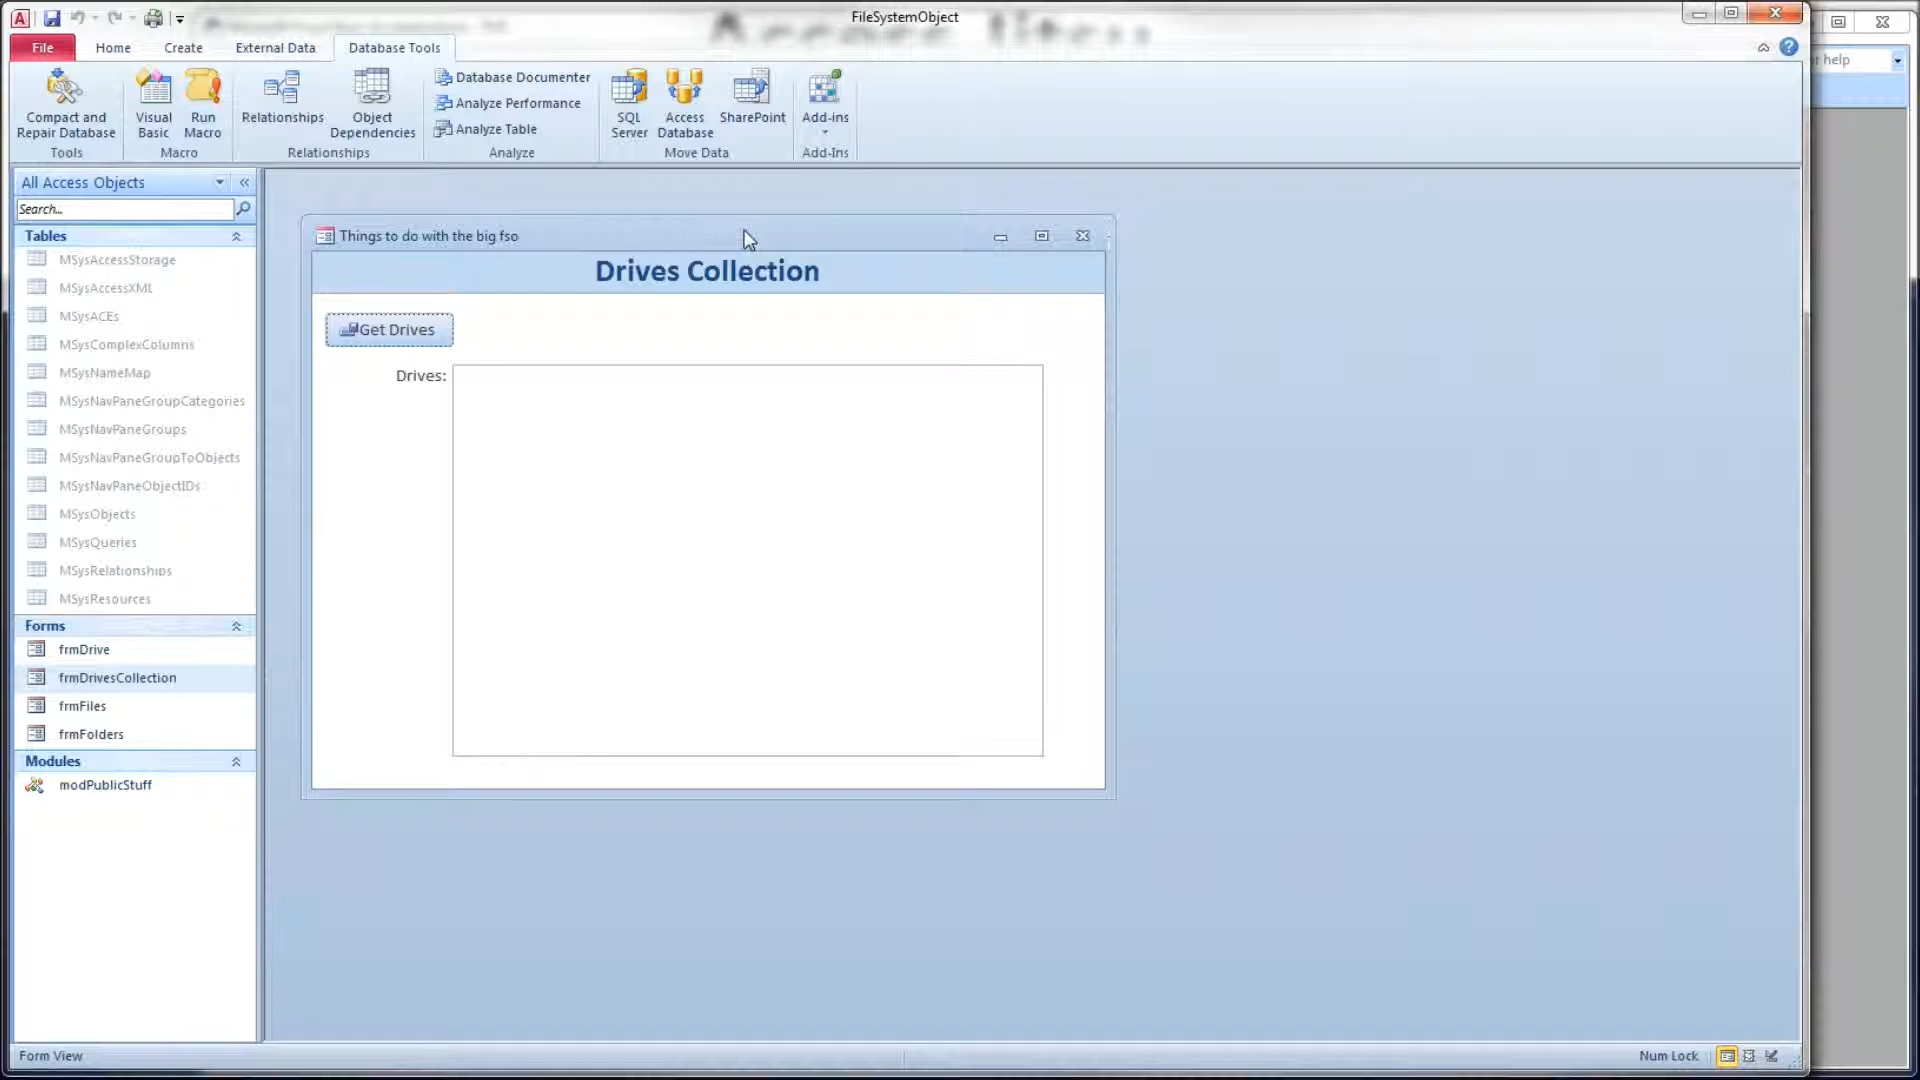 FileSystemObject
File Home Create External Data Database Tools
Compact and Repair Database
Visual Basic
Run Macro
Relationships
Object Dependencies
Database Documenter
Analyze Performance
Analyze Table
SQL Server
Access Database
SharePoint
Add-ins
Tools Macro Relationships Analyze Move Data Add-Ins
help
All Access Objects
Search...
Tables
MSysAccessStorage
MSysAccessXML
MSysACEs
MSysComplexColumns
MSysNameMap
MSysNavPaneGroupCategories
MSysNavPaneGroups
MSysNavPaneGroupToObjects
MSysNavPaneObjectIDs
MSysObjects
MSysQueries
MSysRelationships
MSysResources
Forms
frmDrive
frmDrivesCollection
frmFiles
frmFolders
Modules
modPublicStuff
Things to do with the big fso
Drives Collection
Get Drives
Drives:
Form View
Num Lock